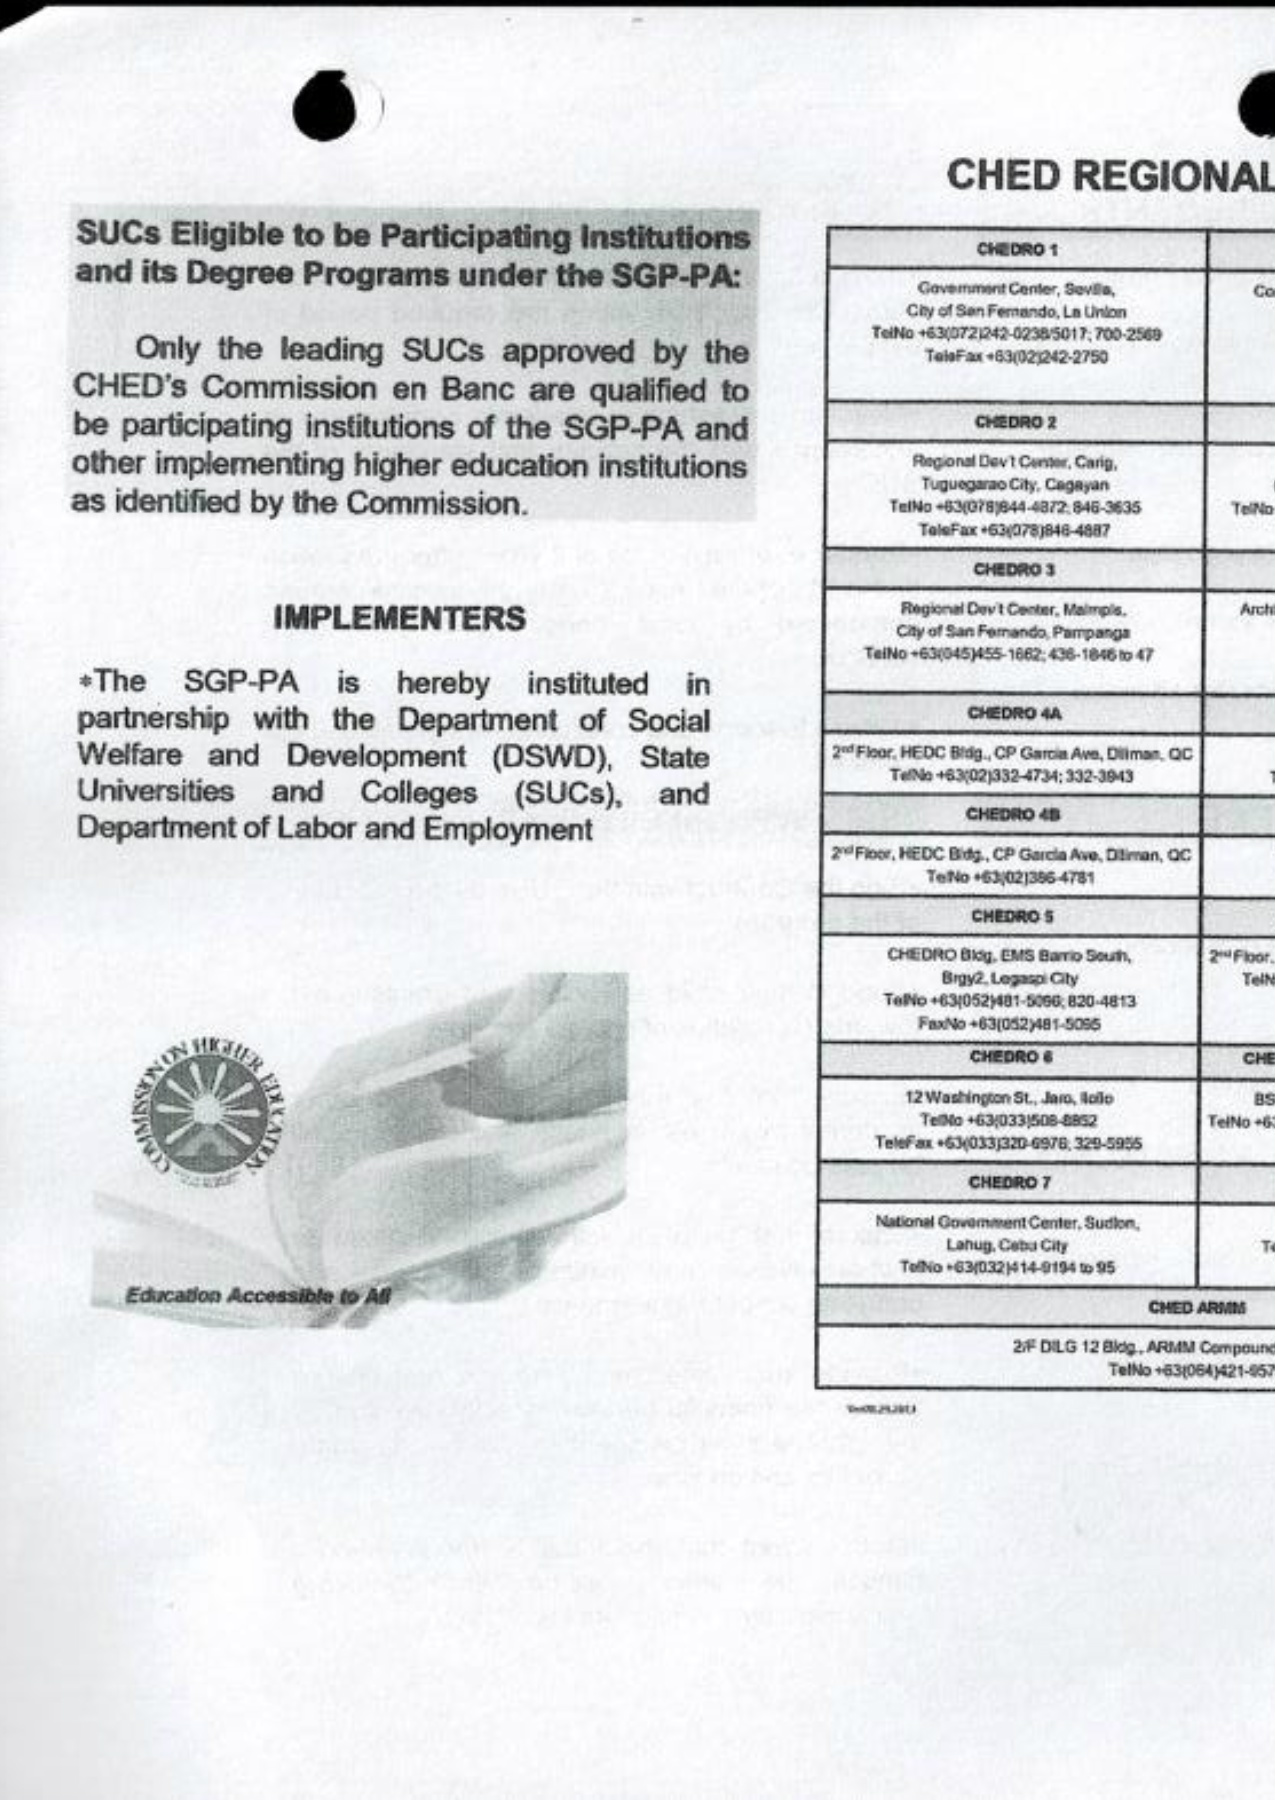 SUCs Eligible to be Participating Institutions
and its Degree Programs under the SGP-PA:
Only the leading SUCs approved by the
CHED's Commission en Banc are qualified to
be participating institutions of the SGP-PA and
other implementing higher education institutions
as identified by the Commission.
IMPLEMENTERS
*The SGP-PA is hereby instituted in
partnership with the Department of Social
Welfare and Development (DSWD), State
Universities and Colleges (SUCs), and
Department of Labor and Employment
COMMISSION ON HIGHER EDUCATION
Education Accessible to All
CHED REGIONAL
CHEDRO 1
Government Center, Sevilla,
City of San Fernando, La Union
TelNo +63(072)242-0238/5017; 700-2569
TeleFax +63(02)242-2750
CHEDRO 2
Regional Dev't Center, Carig,
Tuguegarao City, Cagayan
TelNo +63(078)844-4872; 846-3635
TeleFax +63(078)846-4887
CHEDRO 3
Regional Dev't Center, Maimpis,
City of San Fernando, Pampanga
TelNo +63(045)455-1662; 436-1846 to 47
CHEDRO 4A
2nd Floor, HEDC Bldg., CP Garcia Ave, Diliman, QC
TelNo +63(02)332-4734; 332-3943
CHEDRO 4B
2nd Floor, HEDC Bldg., CP Garcia Ave, Diliman, QC
TelNo +63(02)386-4781
CHEDRO 5
CHEDRO Bldg, EMS Barrio South,
Brgy2, Legaspi City
TelNo +63(052)481-5096; 820-4813
FaxNo +63(052)481-5095
CHEDRO 6
12 Washington St., Jaro, Iloilo
TelNo +63(033)508-8852
TeleFax +63(033)320-6976; 329-5955
CHEDRO 7
National Government Center, Sudlon,
Lahug, Cebu City
TelNo +63(032)414-9194 to 95
Co
TelNo
Archi
T
2nd Floor,
TelN
CHE
BS
TelNo +63
Te
CHED ARMM
2/F DILG 12 Bldg., ARMM Compound
TelNo +63(064)421-957